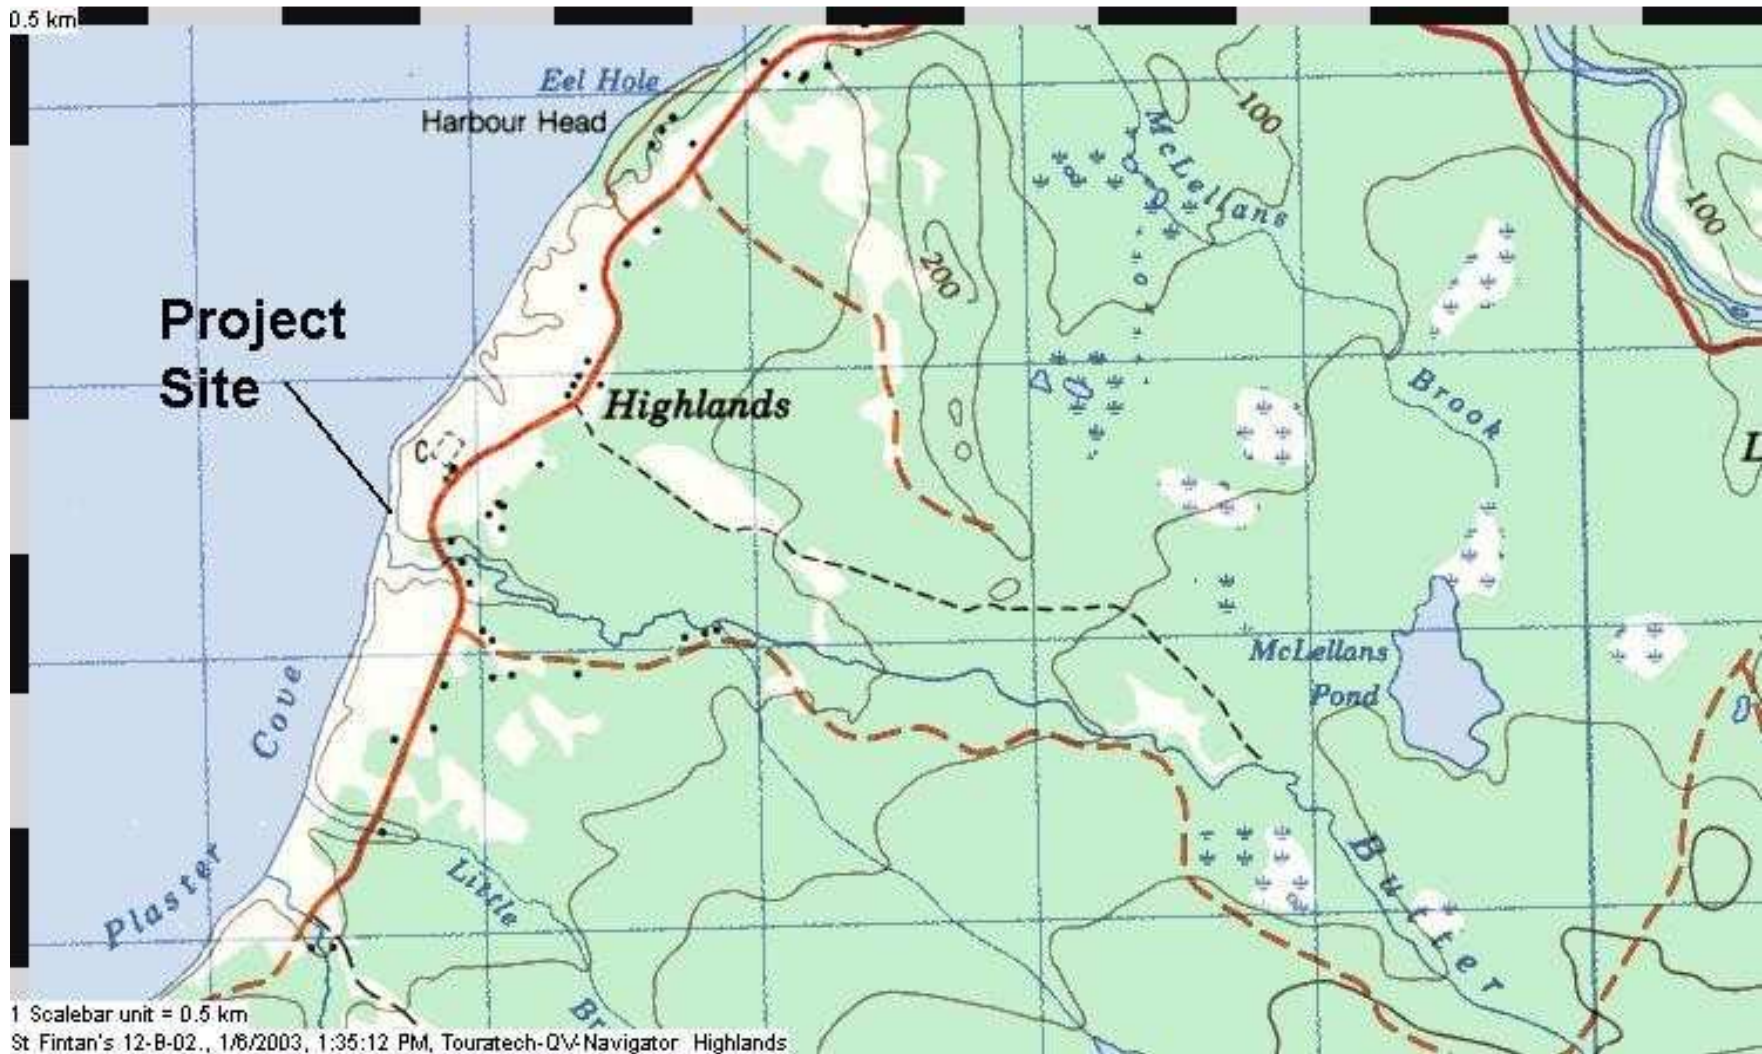 0.5 km
Eel Hole
Harbour Head
McLellans
100
100
200
Project
Site
Highlands
Brook
L
C
McLellans
Pond
Cove
Plaster
Little
Br
Butter
1 Scalebar unit = 0.5 km
St Fintan's 12-B-02., 1/6/2003, 1:35:12 PM, Touratech-QV-Navigator Highlands